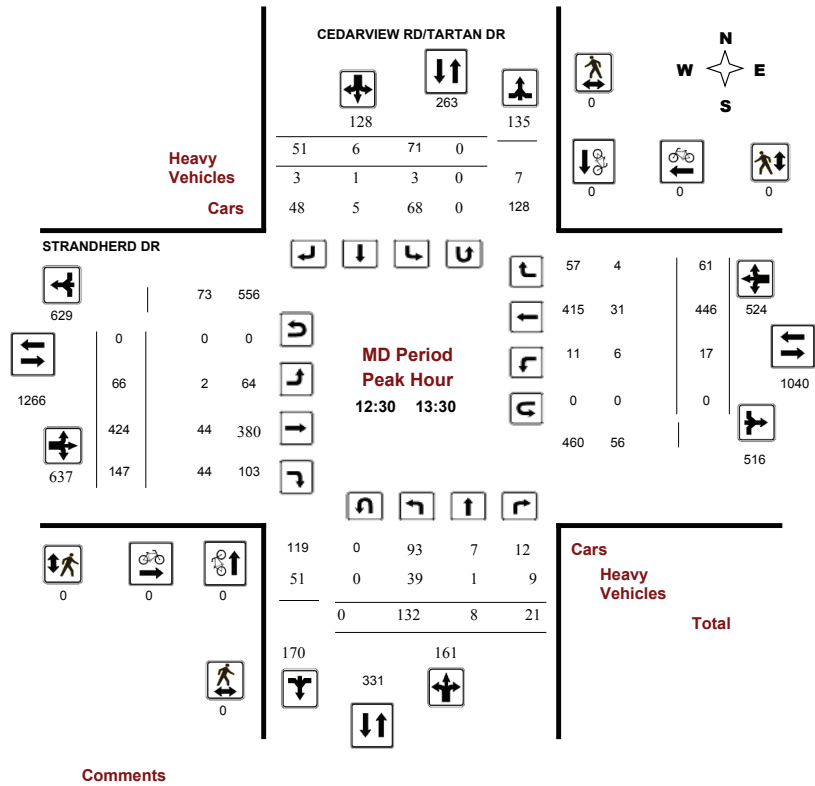 CEDARVIEW RD/TARTAN DR
N
W E
S
263
0
128 135
51 6 71 0
Heavy
Vehicles
3 1 3 0 7
Cars
48 5 68 0 128
0 0 0
STRANDHERD DR
629
73 556
0 0 0
1266
66 2 64
424 44 380
637
147 44 103
MD Period
Peak Hour
12:30 13:30
57 4 61
415 31 446 524
11 6 17
1040
0 0 0
460 56
516
119 0 93 7 12
51 0 39 1 9
0 132 8 21
170 161
331
Cars
Heavy
Vehicles
Total
0 0 0
0
Comments